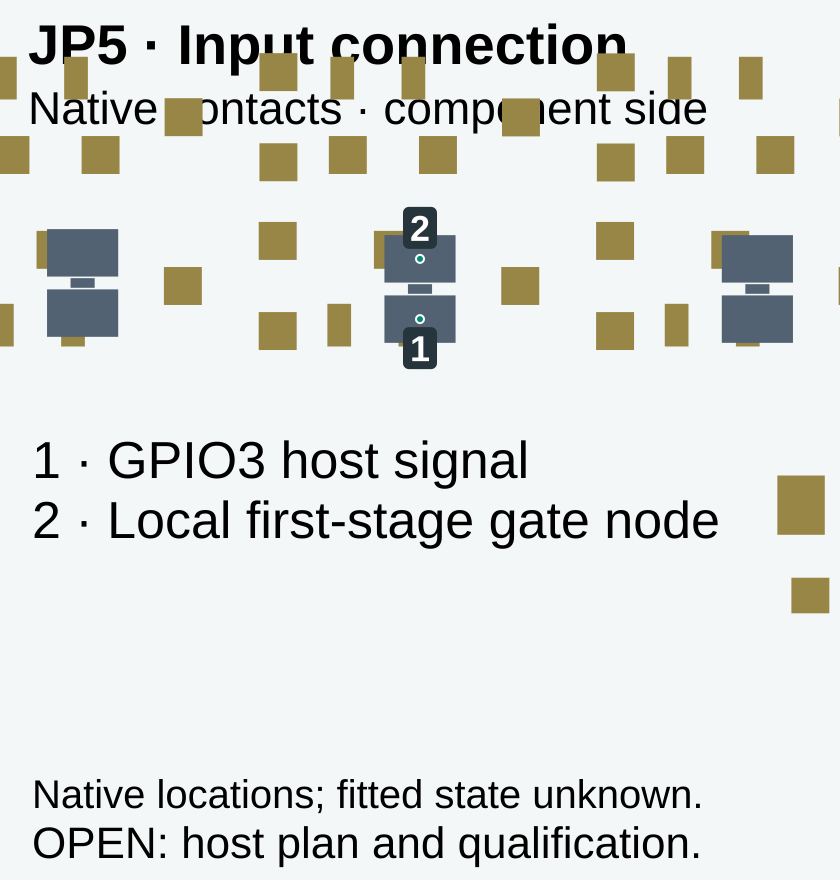 JP5 · Input connection
Native contacts · component side
2
1
1 · GPIO3 host signal
2 · Local first-stage gate node
Native locations; fitted state unknown.
OPEN: host plan and qualification.